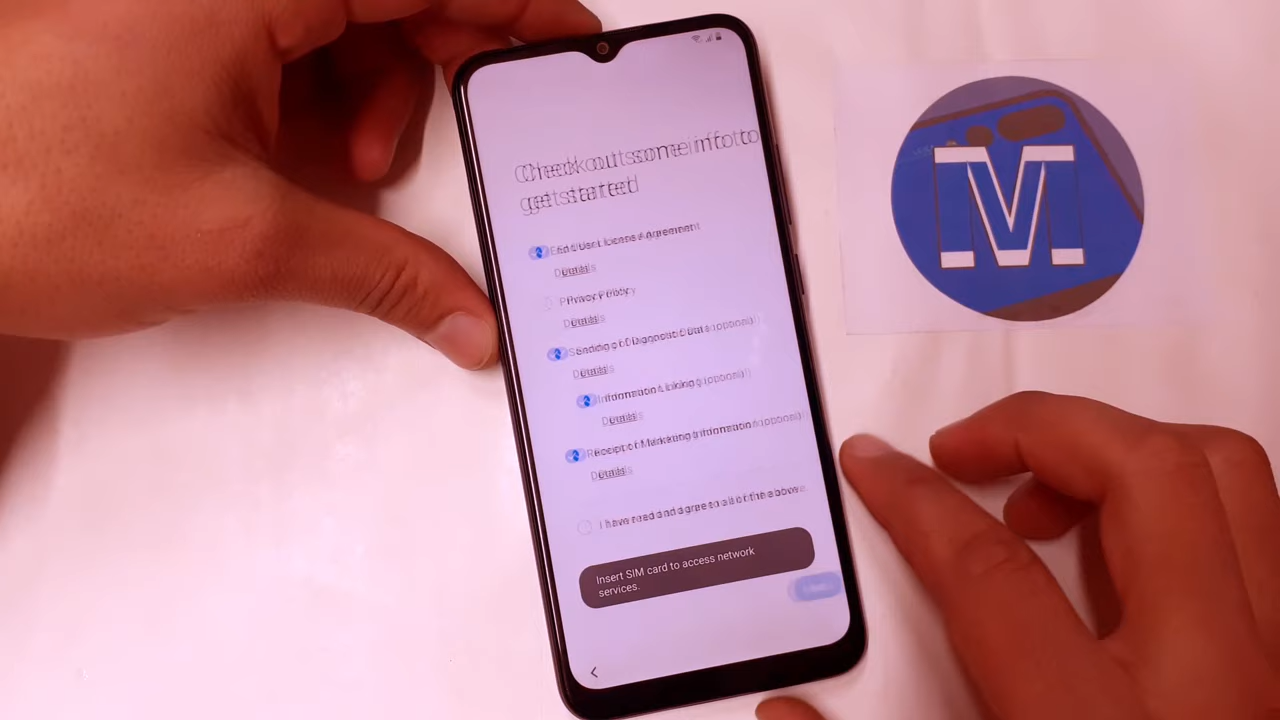 Check out some info to
get started
End User License Agreement
Details
Privacy Policy
Details
Sending of Diagnostic Data (optional)
Details
Information Linking (optional)
Details
Receipt of Marketing Information (optional)
Details
I have read and agree to all of the above.
Insert SIM card to access network
services.
M